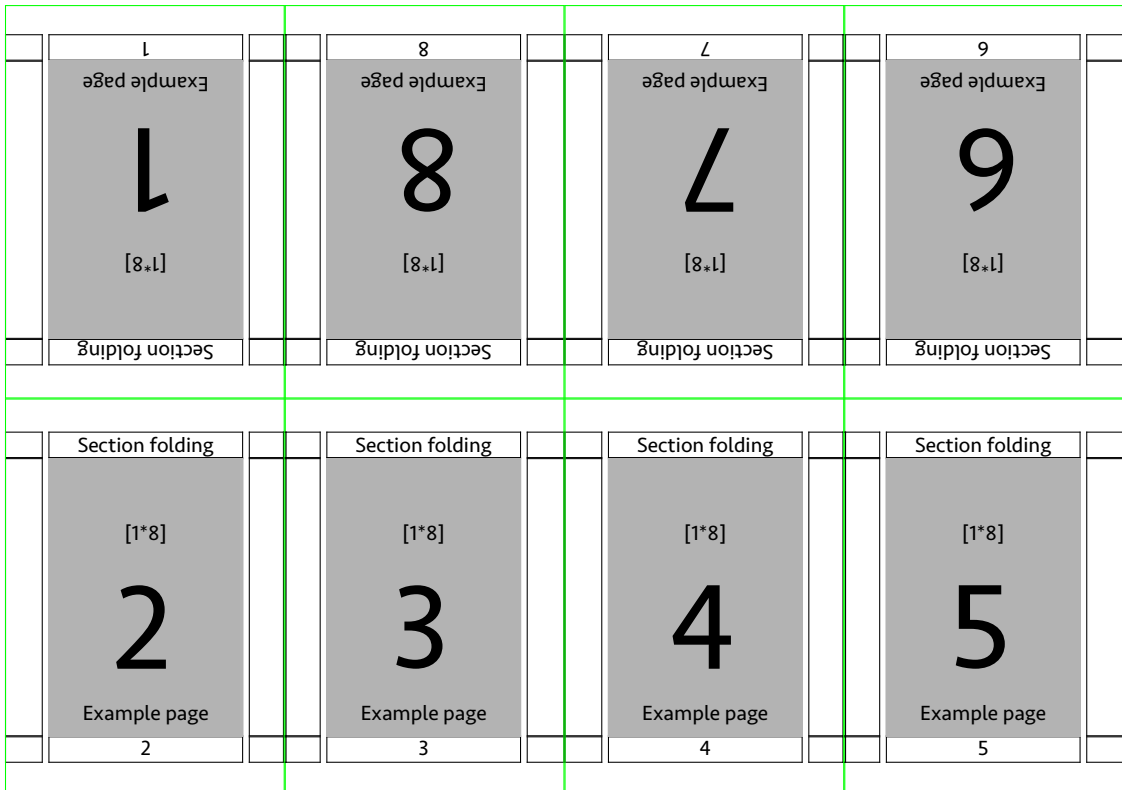 Section folding
[1*8]
1
Example page
1
Section folding
[1*8]
8
Example page
8
Section folding
[1*8]
7
Example page
7
Section folding
[1*8]
6
Example page
6
Section folding
[1*8]
2
Example page
2
Section folding
[1*8]
3
Example page
3
Section folding
[1*8]
4
Example page
4
Section folding
[1*8]
5
Example page
5